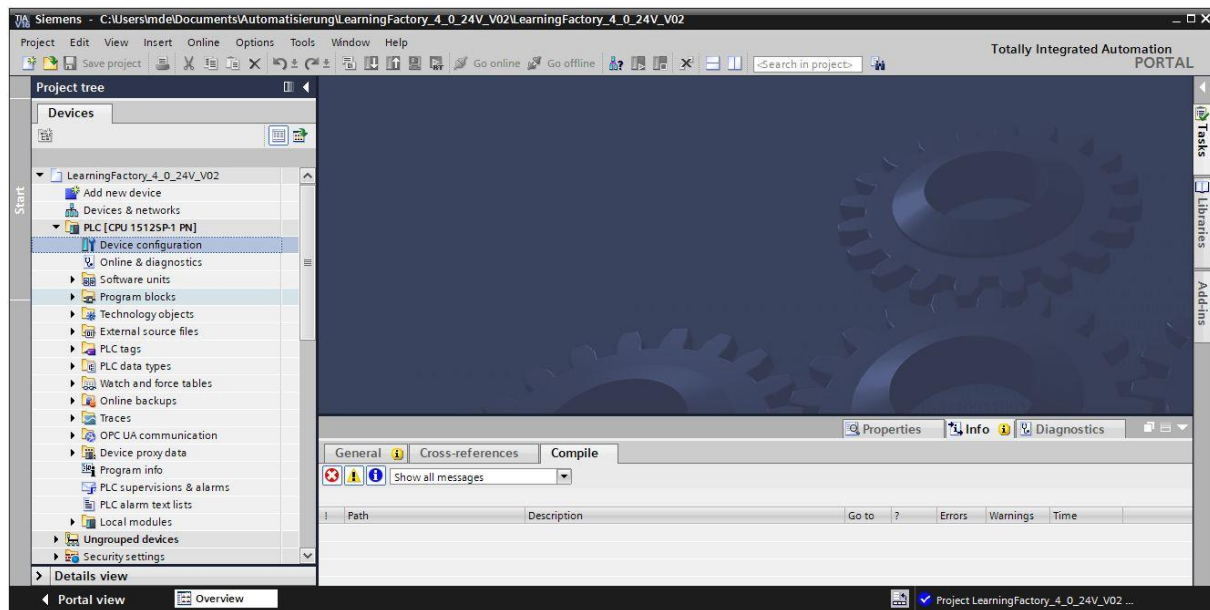 Siemens - C:\Users\mde\Documents\Automatisierung\LearningFactory_4_0_24V_V02\LearningFactory_4_0_24V_V02
Project Edit View Insert Online Options Tools Window Help
Totally Integrated Automation
PORTAL
Save project Go online Go offline <Search in project>
Project tree
Devices
Start
LearningFactory_4_0_24V_V02
Add new device
Devices & networks
PLC [CPU 1512SP-1 PN]
Device configuration
Online & diagnostics
Software units
Program blocks
Technology objects
External source files
PLC tags
PLC data types
Watch and force tables
Online backups
Traces
OPC UA communication
Device proxy data
Program info
PLC supervisions & alarms
PLC alarm text lists
Local modules
Ungrouped devices
Security settings
Details view
Properties Info Diagnostics
General Cross-references Compile
Show all messages
! Path Description Go to ? Errors Warnings Time
Tasks
Libraries
Add-ins
Portal view Overview Project LearningFactory_4_0_24V_V02 ...